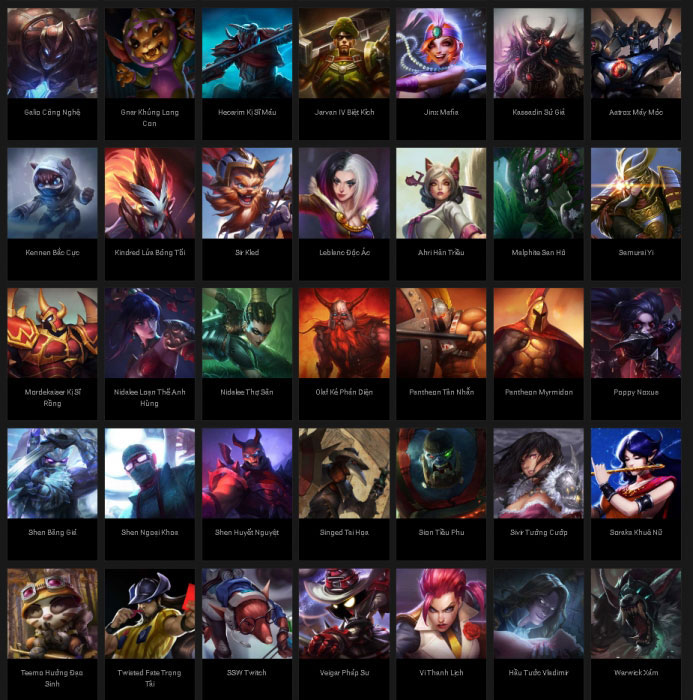 Galio Công Nghệ
Gnar Khủng Long
Con
Hecarim Kị Sĩ Máu
Jarvan IV Biệt Kích
Jinx Mafia
Kassadin Sứ Giả
Aatrox Máy Móc
Kennen Bắc Cực
Kindred Lửa Bóng Tối
Sir Kled
Leblanc Độc Ác
Ahri Hàn Triều
Malphite San Hô
Samurai Yi
Mordekaiser Kị Sĩ
Rồng
Nidalee Loạn Thế Anh
Hùng
Nidalee Thợ Săn
Olaf Kẻ Phản Diện
Pantheon Tàn Nhẫn
Pantheon Myrmidon
Poppy Noxus
Shen Băng Giá
Shen Ngoại Khoa
Shen Huyết Nguyệt
Singed Tai Họa
Sion Tiều Phu
Sivir Tướng Cướp
Soraka Khuê Nữ
Teemo Hướng Đạo
Sinh
Twisted Fate Trọng
Tài
SSW Twitch
Veigar Pháp Sư
Vi Thanh Lịch
Hầu Tước Vladimir
Warwick Xám